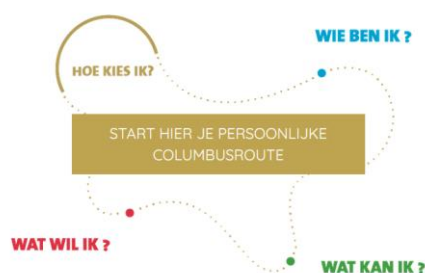 WIE BEN IK ?
HOE KIES IK?
START HIER JE PERSOONLIJKE
COLUMBUSROUTE
WAT WIL IK ?
WAT KAN IK ?